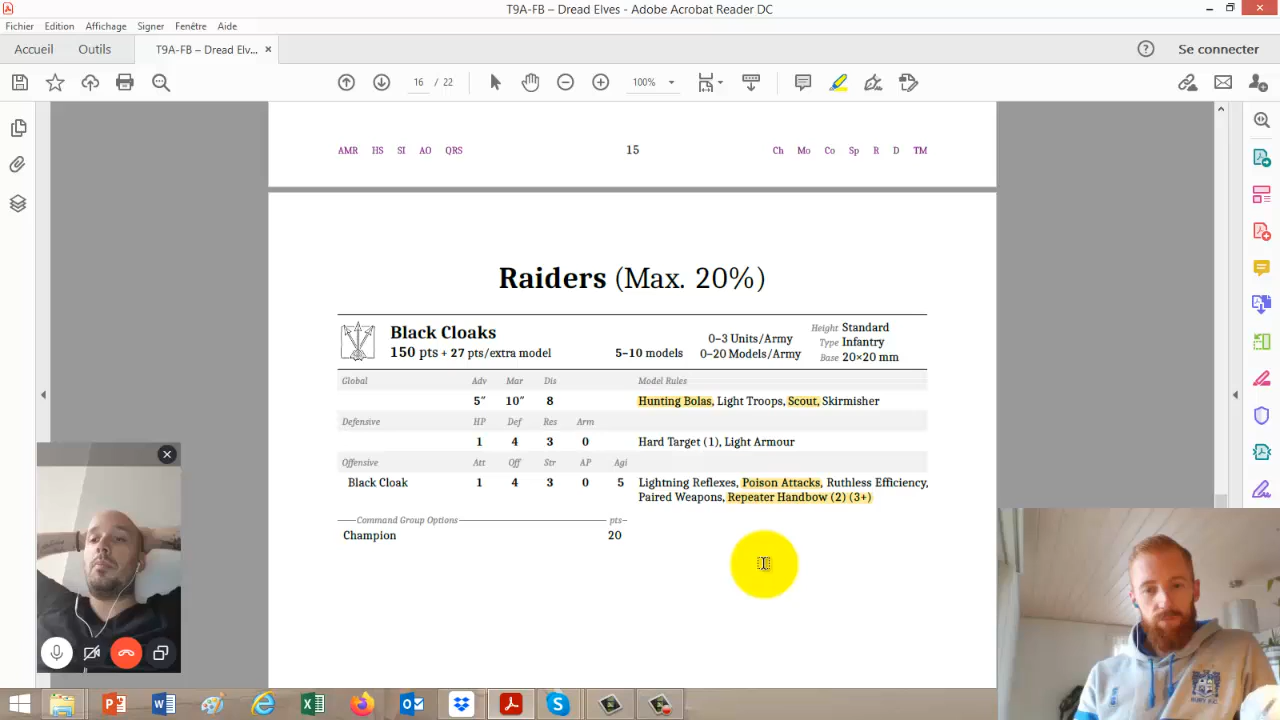 T9A-FB – Dread Elves - Adobe Acrobat Reader DC
Fichier Edition Affichage Signer Fenêtre Aide
Accueil Outils T9A-FB – Dread Elv... × ? Se connecter
16 / 22 100%
AMR HS SI AO QRS 15 Ch Mo Co Sp R D TM
Raiders (Max. 20%)
Black Cloaks
150 pts + 27 pts/extra model 5–10 models
0–3 Units/Army
0–20 Models/Army
Height Standard
Type Infantry
Base 20×20 mm
Global Adv Mar Dis Model Rules
5″ 10″ 8 Hunting Bolas, Light Troops, Scout, Skirmisher
Defensive HP Def Res Arm
1 4 3 0 Hard Target (1), Light Armour
Offensive Att Off Str AP Agi
Black Cloak 1 4 3 0 5 Lightning Reflexes, Poison Attacks, Ruthless Efficiency,
Paired Weapons, Repeater Handbow (2) (3+)
Command Group Options pts
Champion 20
BURY F.C.